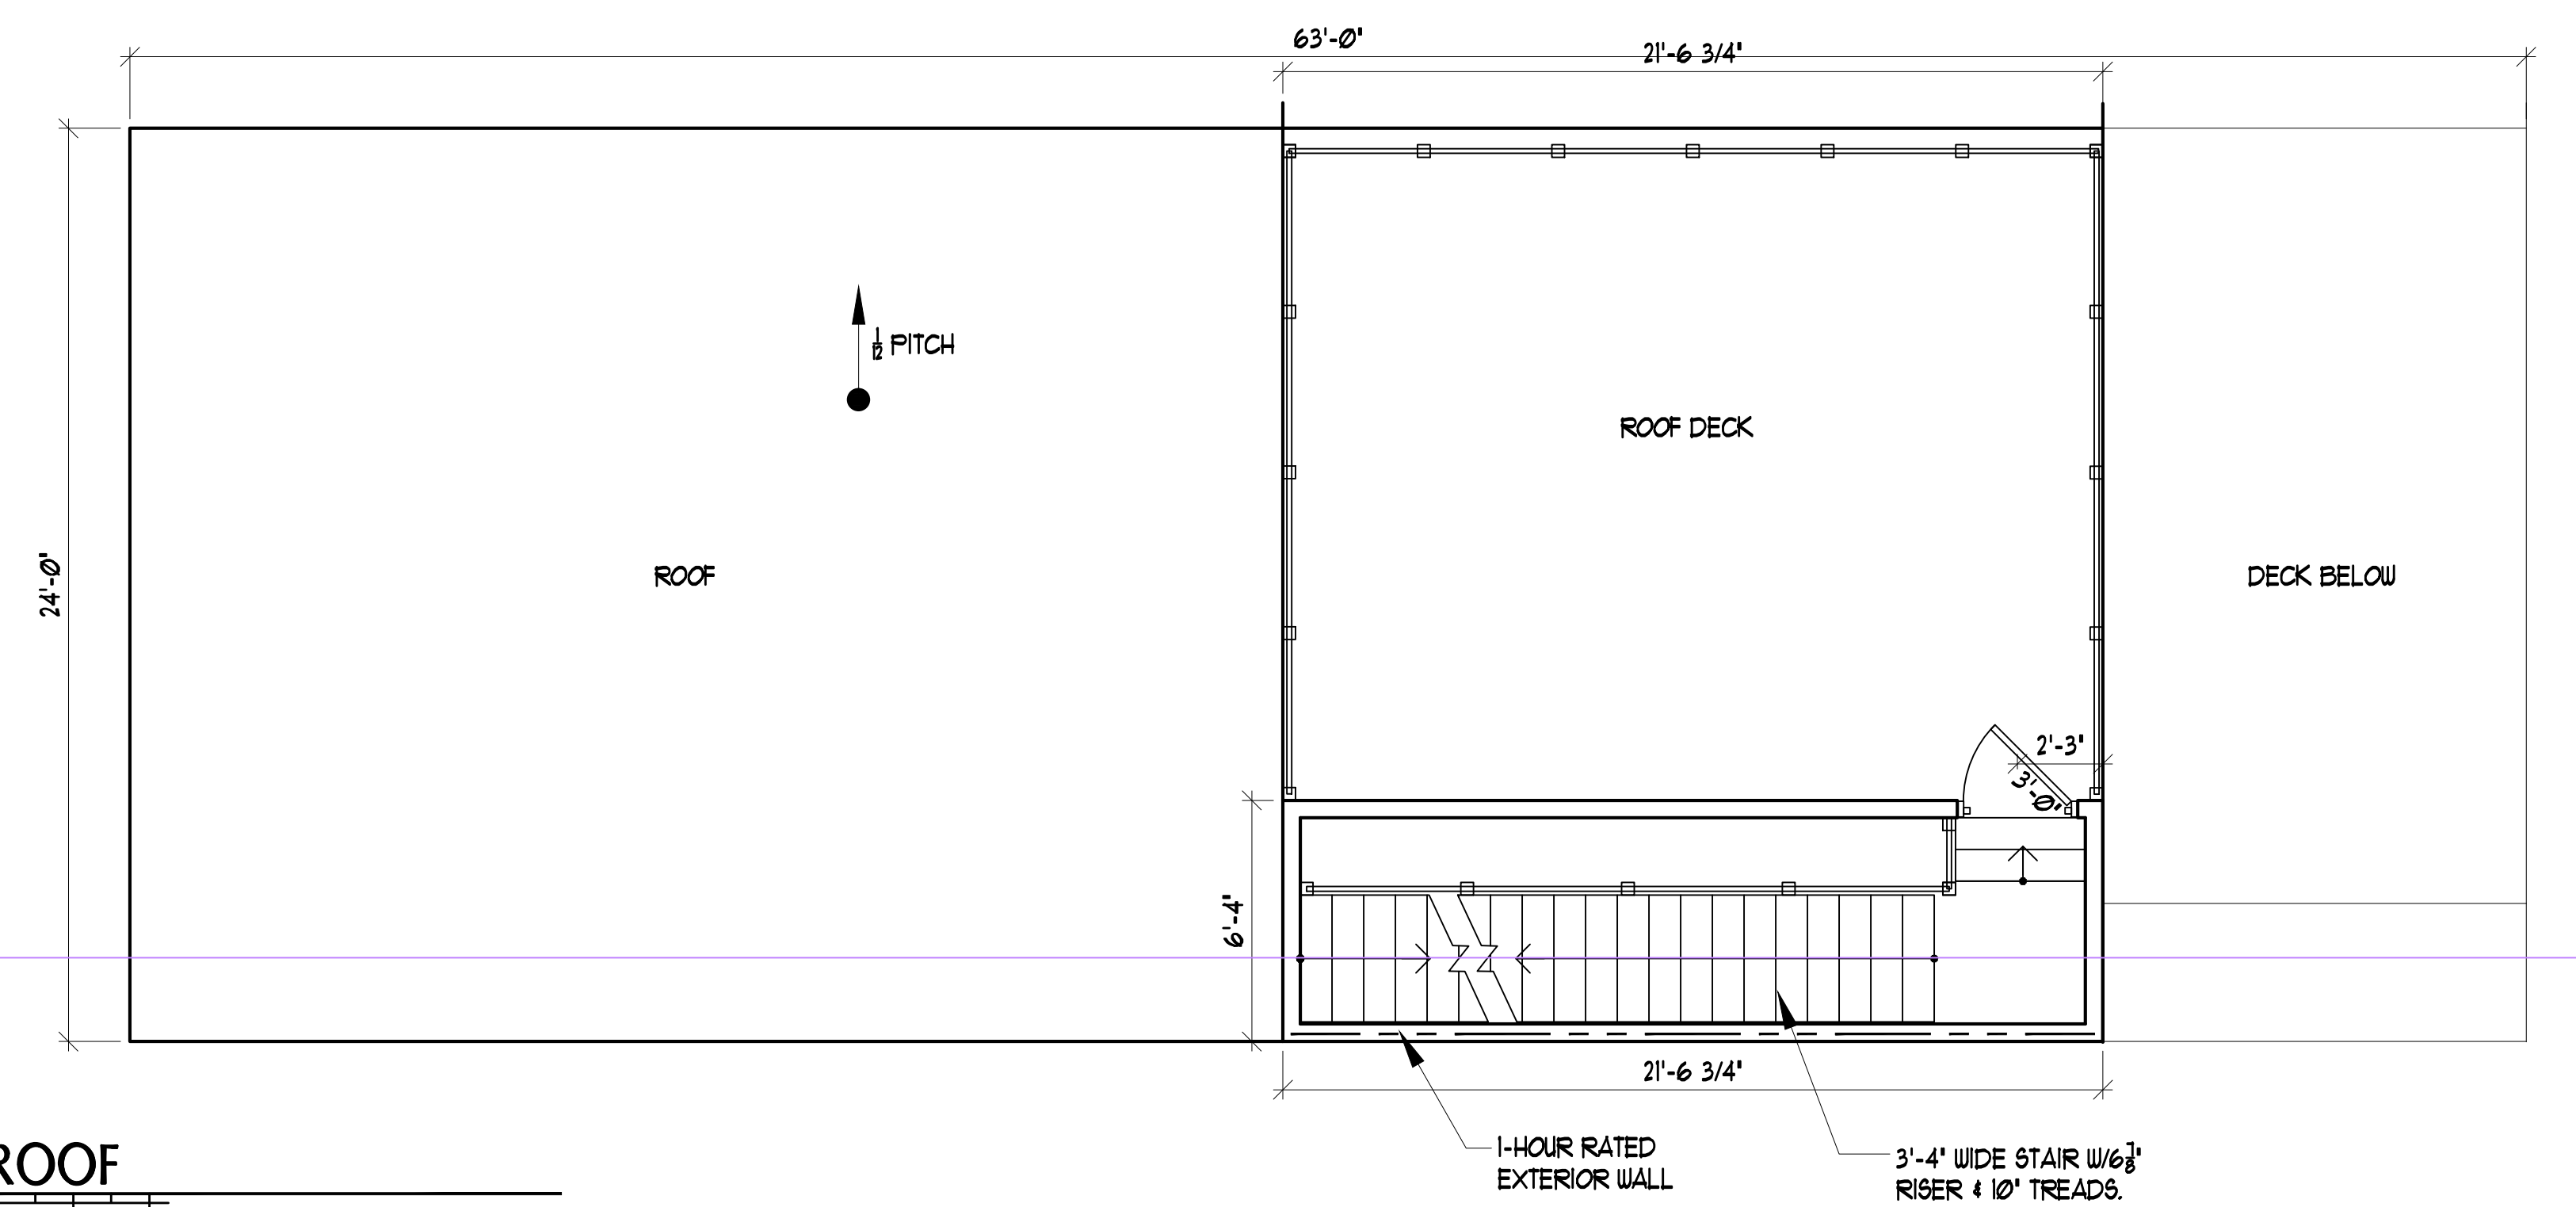 63'-0"
21'-6 3/4"
1/12 PITCH
ROOF DECK
24'-0"
ROOF
DECK BELOW
2'-3"
3'-0"
6'-4"
21'-6 3/4"
1-HOUR RATED
EXTERIOR WALL
3'-4" WIDE STAIR W/6
RISER & 10" TREADS.
ROOF